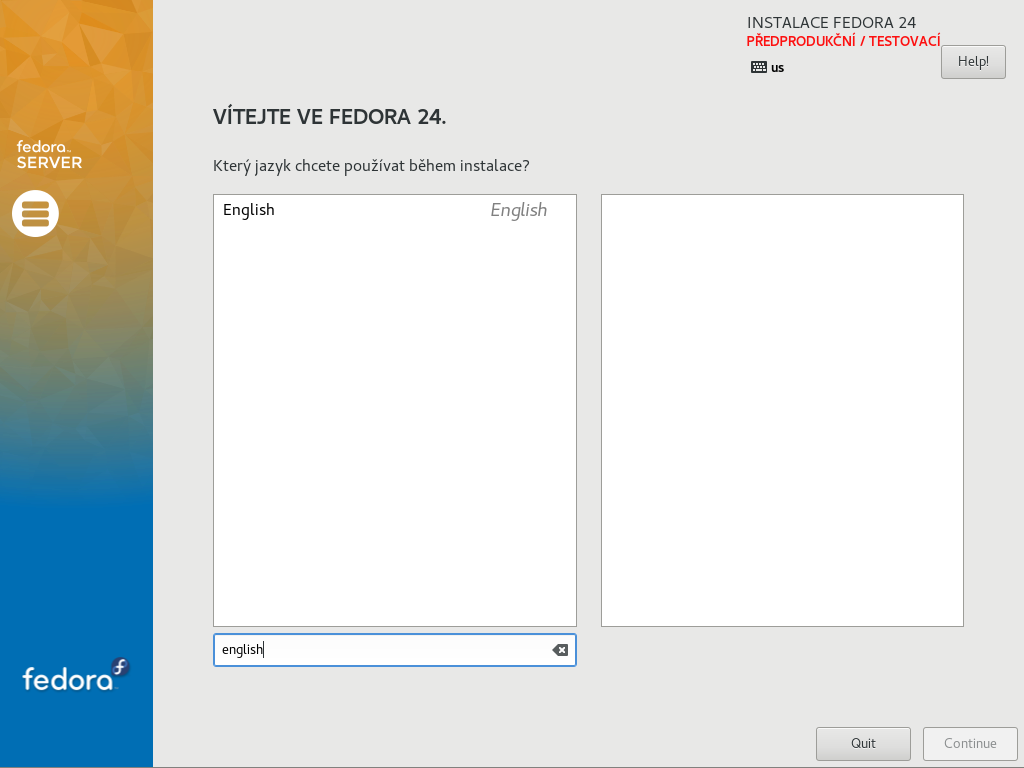 INSTALACE FEDORA 24
PŘEDPRODUKČNÍ / TESTOVACÍ
us
Help!
fedora™
SERVER
VÍTEJTE VE FEDORA 24.
Který jazyk chcete používat během instalace?
English English
english
fedora
Quit Continue